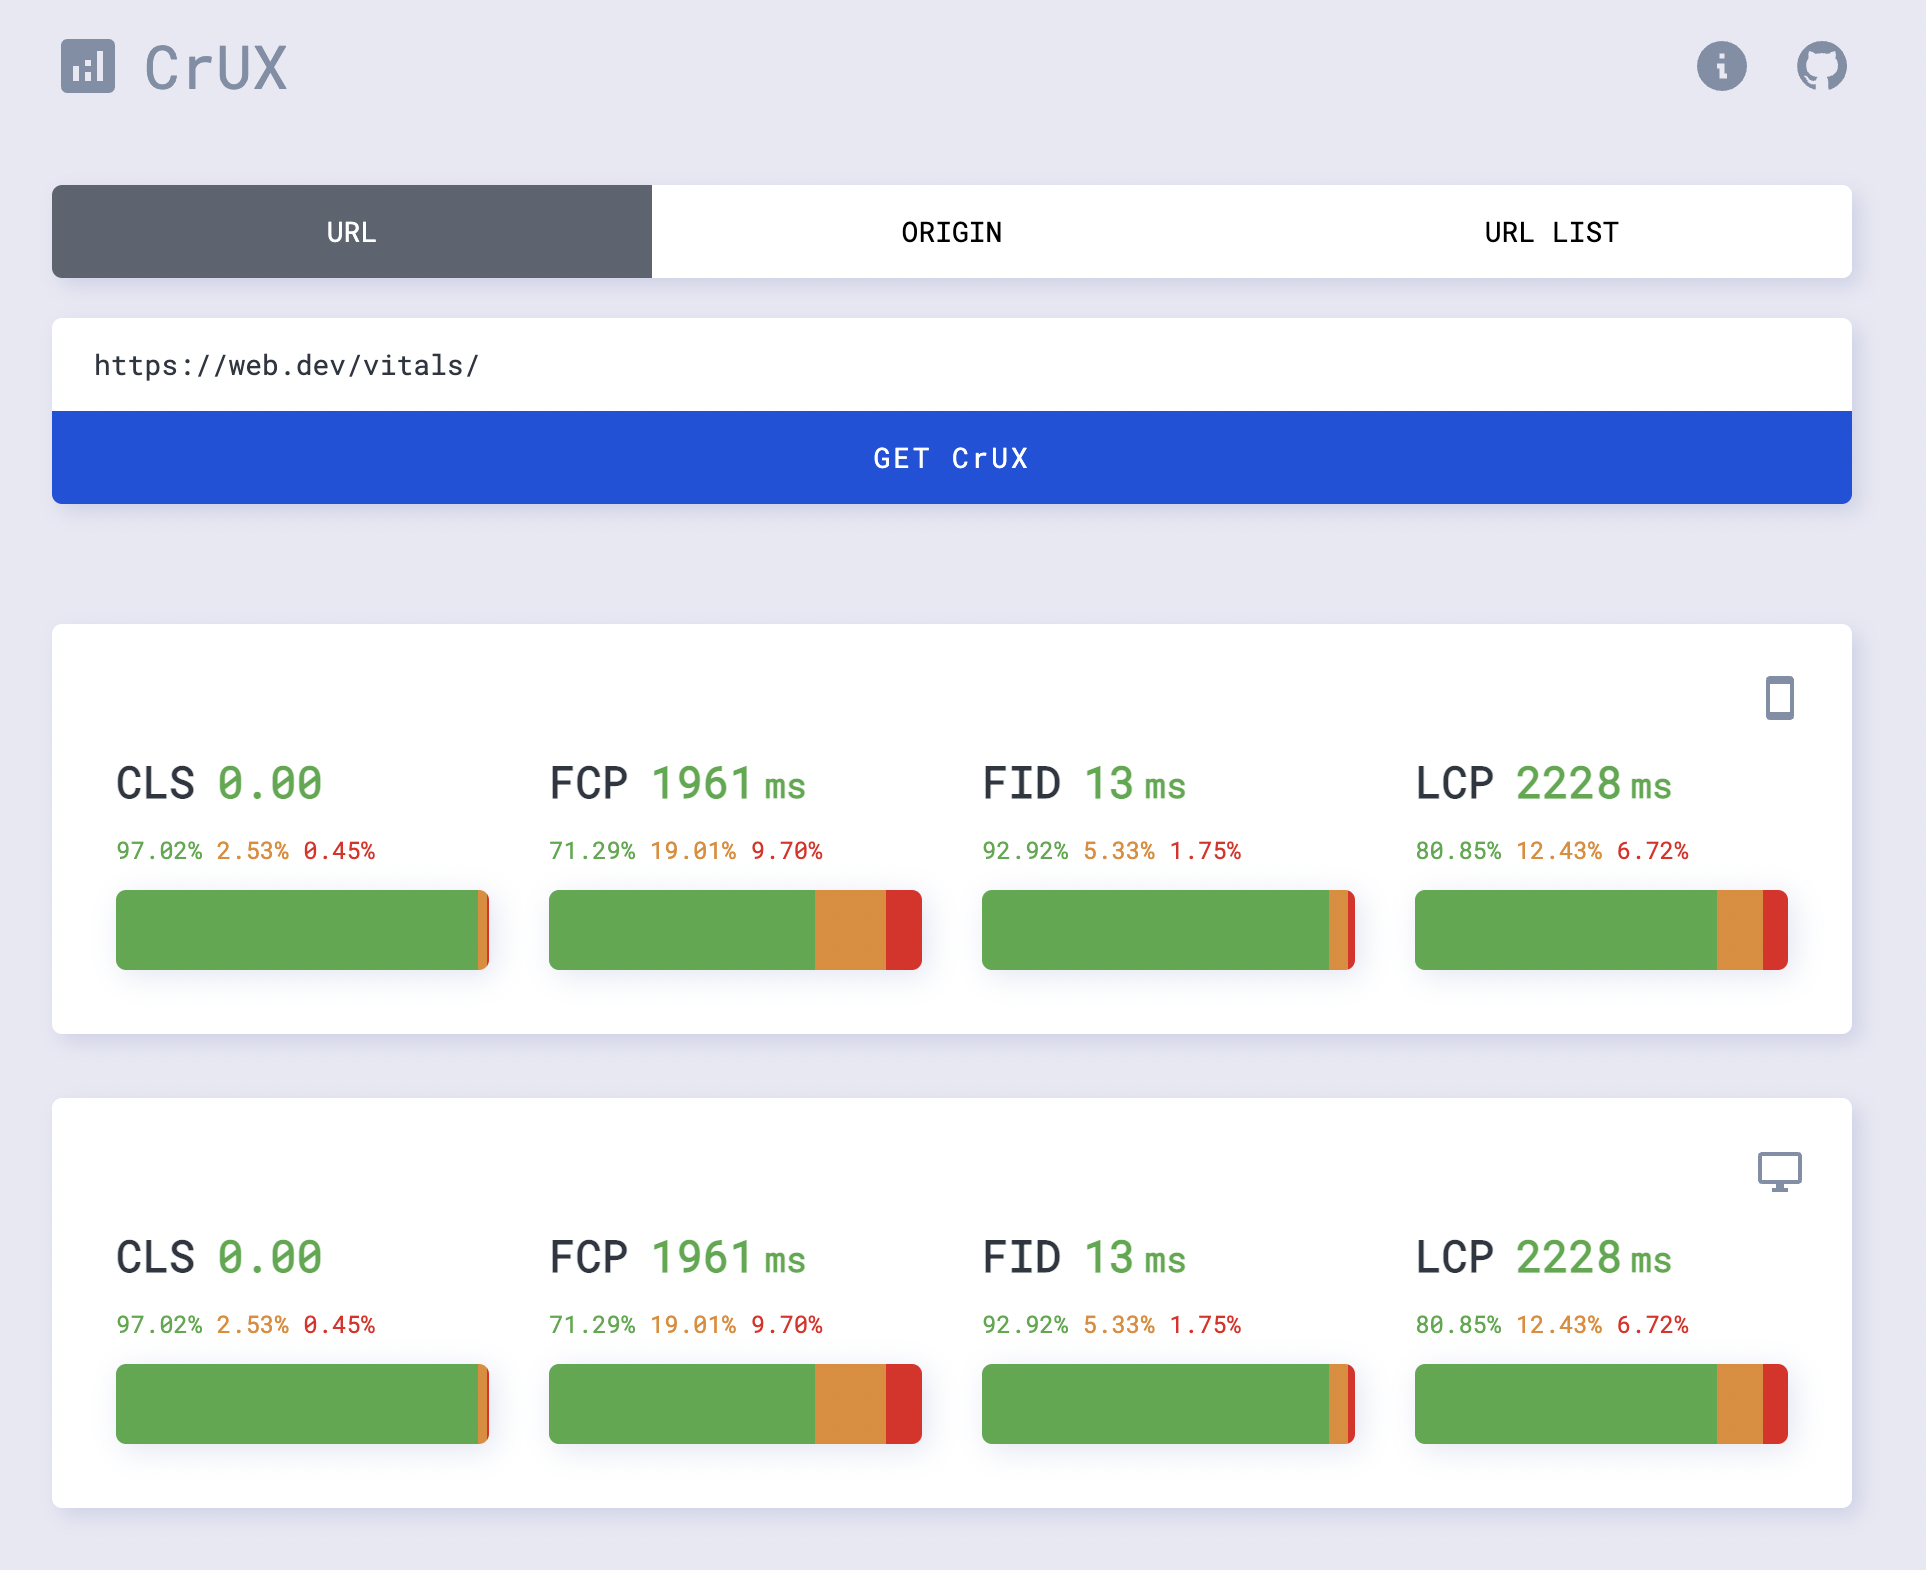 CrUX
URL ORIGIN URL LIST
https://web.dev/vitals/
GET CrUX
CLS 0.00 FCP 1961 ms FID 13 ms LCP 2228 ms
97.02% 2.53% 0.45% 71.29% 19.01% 9.70% 92.92% 5.33% 1.75% 80.85% 12.43% 6.72%
CLS 0.00 FCP 1961 ms FID 13 ms LCP 2228 ms
97.02% 2.53% 0.45% 71.29% 19.01% 9.70% 92.92% 5.33% 1.75% 80.85% 12.43% 6.72%